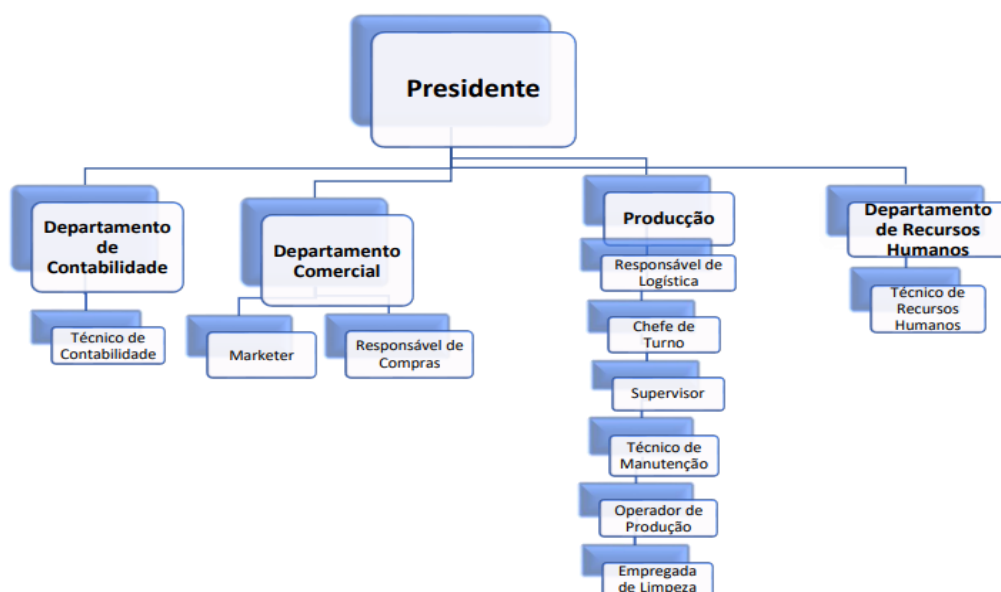 Presidente
Departamento
de
Contabilidade
Técnico de
Contabilidade
Departamento
Comercial
Marketer
Responsável de
Compras
Producção
Responsável de
Logística
Chefe de
Turno
Supervisor
Técnico de
Manutenção
Operador de
Produção
Empregada
de Limpeza
Departamento
de Recursos
Humanos
Técnico de
Recursos
Humanos